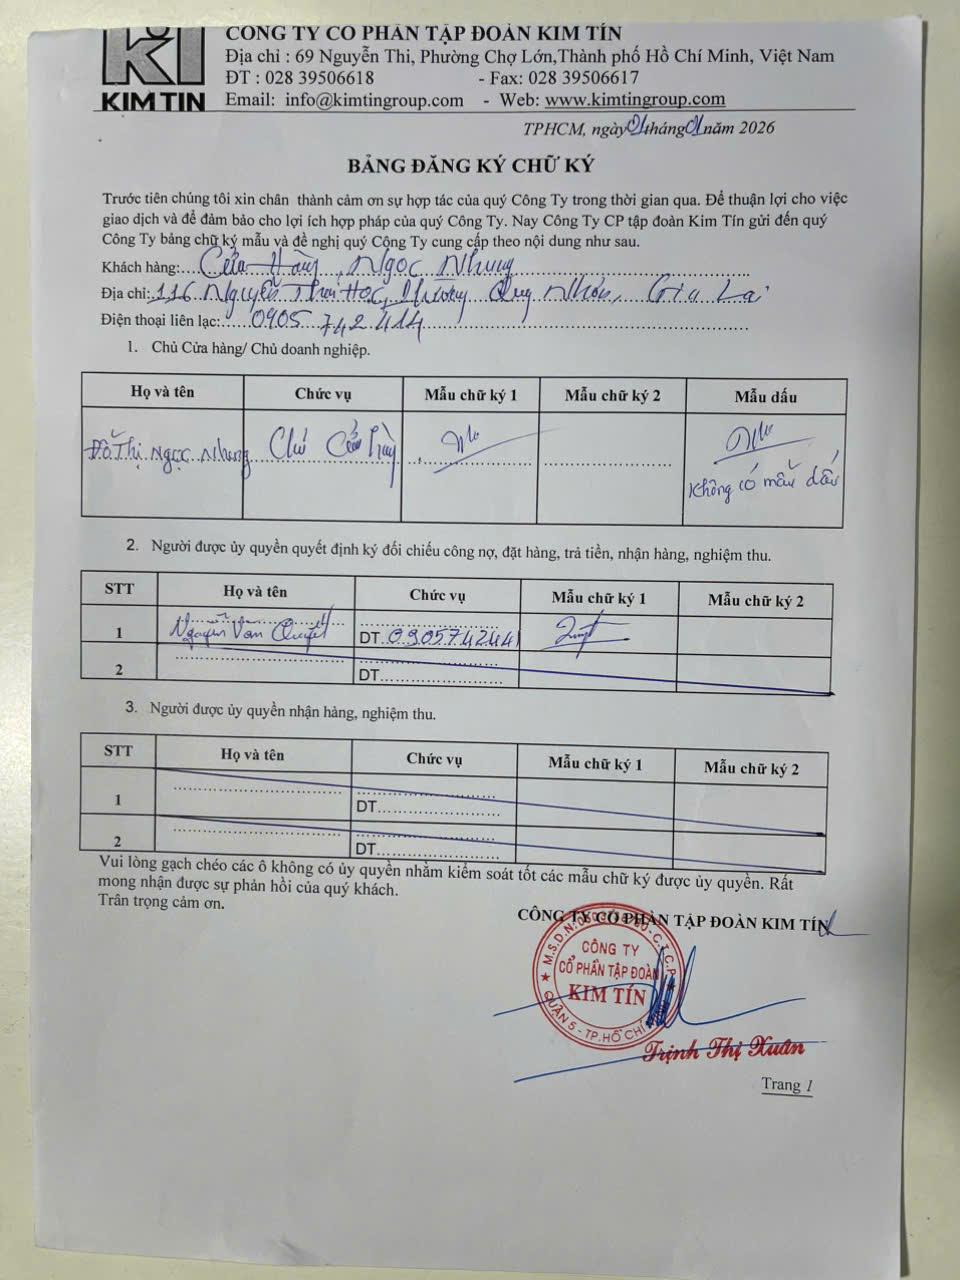 CÔNG TY CỔ PHẦN TẬP ĐOÀN KIM TÍN
Địa chỉ : 69 Nguyễn Thi, Phường Chợ Lớn,Thành phố Hồ Chí Minh, Việt Nam
ĐT : 028 39506618 - Fax: 028 39506617
KIM TIN
Email: info@kimtingroup.com - Web: www.kimtingroup.com
TPHCM, ngày 01 tháng 01 năm 2026
BẢNG ĐĂNG KÝ CHỮ KÝ
Trước tiên chúng tôi xin chân thành cảm ơn sự hợp tác của quý Công Ty trong thời gian qua. Để thuận lợi cho việc
giao dịch và để đảm bảo cho lợi ích hợp pháp của quý Công Ty. Nay Công Ty CP tập đoàn Kim Tín gửi đến quý
Công Ty bảng chữ ký mẫu và đề nghị quý Công Ty cung cấp theo nội dung như sau.
Khách hàng: Cửa Hàng Ngọc Nhung
Địa chỉ: 116 Nguyễn Thái Học, Phường Quy Nhơn, Gia Lai
Điện thoại liên lạc: 0905 742 414
1. Chủ Cửa hàng/ Chủ doanh nghiệp.
Họ và tên Chức vụ Mẫu chữ ký 1 Mẫu chữ ký 2 Mẫu dấu
Đỗ Thị Ngọc Nhung Chủ Cửa Hàng
Không có mẫu dấu
2. Người được ủy quyền quyết định ký đối chiếu công nợ, đặt hàng, trả tiền, nhận hàng, nghiệm thu.
STT Họ và tên Chức vụ Mẫu chữ ký 1 Mẫu chữ ký 2
1 Nguyễn Văn Quyết DT 0905742441
2 DT
3. Người được ủy quyền nhận hàng, nghiệm thu.
STT Họ và tên Chức vụ Mẫu chữ ký 1 Mẫu chữ ký 2
1 DT
2 DT
Vui lòng gạch chéo các ô không có ủy quyền nhằm kiểm soát tốt các mẫu chữ ký được ủy quyền. Rất
mong nhận được sự phản hồi của quý khách.
Trân trọng cảm ơn.
CÔNG TY CỔ PHẦN TẬP ĐOÀN KIM TÍN
CÔNG TY
CỔ PHẦN TẬP ĐOÀN
KIM TÍN
QUẬN 5 - TP.HỒ CHÍ
Trịnh Thị Xuân
Trang 1